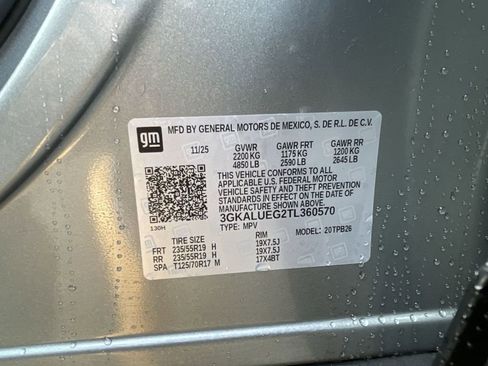 gm
MFD BY GENERAL MOTORS DE MEXICO, S. DE R.L. DE C.V.
11/25 GVWR GAWR FRT GAWR RR
2200 KG 1175 KG 1200 KG
4850 LB 2590 LB 2645 LB
THIS VEHICLE CONFORMS TO ALL
APPLICABLE U.S. FEDERAL MOTOR
VEHICLE SAFETY AND THEFT PREVENTION
STANDARDS IN EFFECT ON THE DATE OF
MANUFACTURE SHOWN ABOVE.
3GKALUEG2TL360570
130H TYPE: MPV MODEL: 20TPB26
TIRE SIZE RIM
FRT 235/55R19 H 19X7.5J
RR 235/55R19 H 19X7.5J
SPA T125/70R17 M 17X4BT